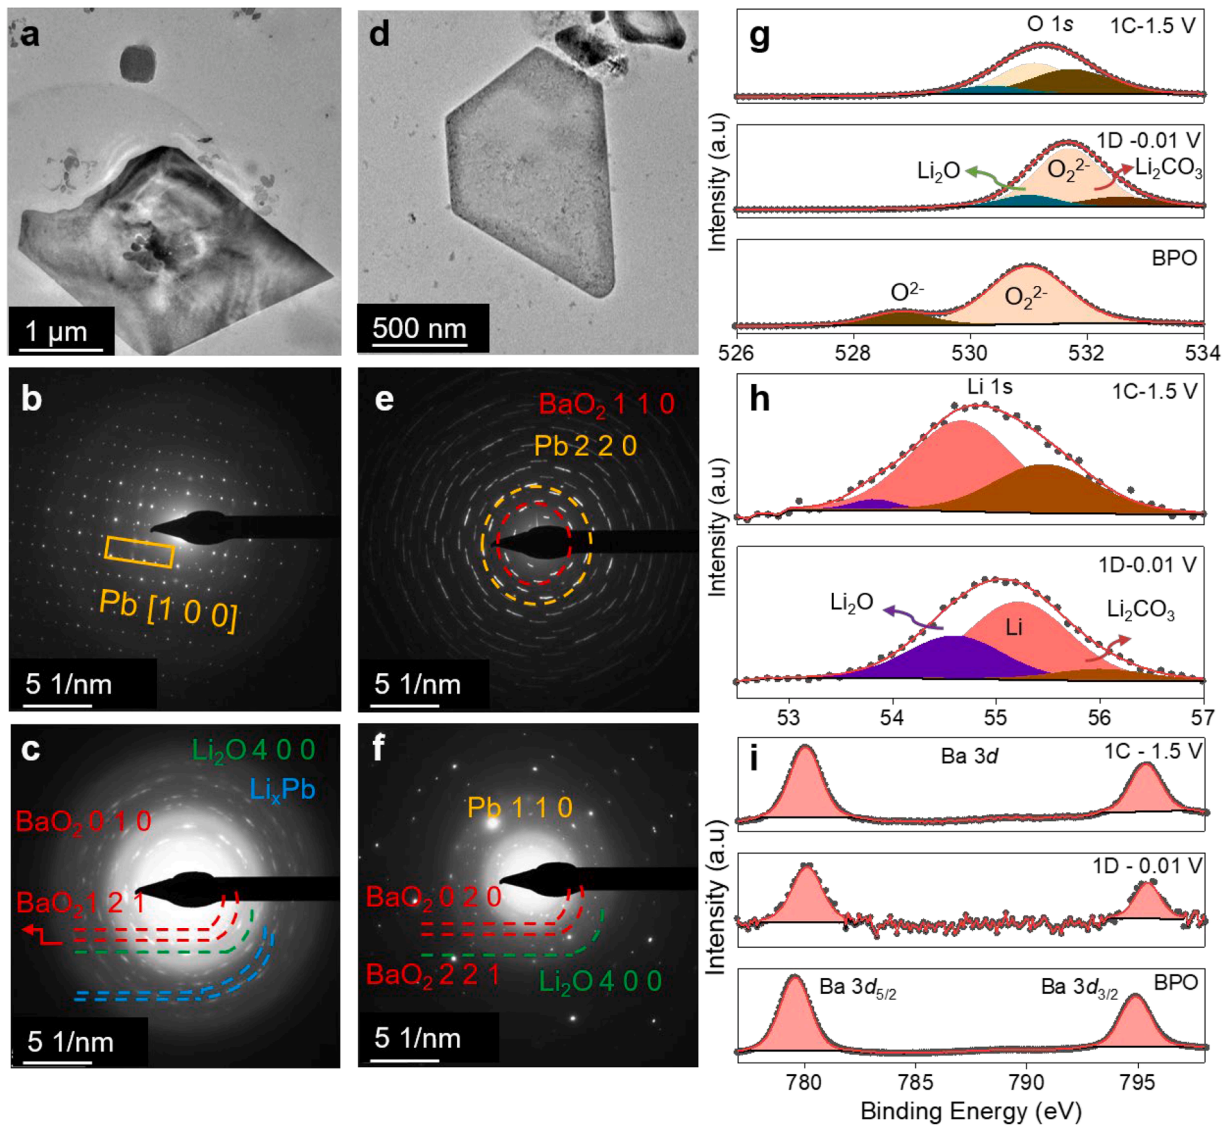 a
1 µm
d
500 nm
b
Pb [1 0 0]
5 1/nm
e
BaO₂ 1 1 0
Pb 2 2 0
5 1/nm
c
Li₂O 4 0 0
LiₓPb
BaO₂ 0 1 0
BaO₂ 1 2 1
5 1/nm
f
Pb 1 1 0
BaO₂ 0 2 0
BaO₂ 2 2 1
Li₂O 4 0 0
5 1/nm
g
O 1s
1C-1.5 V
1D -0.01 V
Li₂O
O₂²⁻
Li₂CO₃
BPO
O²⁻
O₂²⁻
Intensity (a.u)
526 528 530 532 534
h
Li 1s
1C-1.5 V
1D-0.01 V
Li₂O
Li
Li₂CO₃
Intensity (a.u)
Intensity (a.u)
53 54 55 56 57
i
Ba 3d
1C - 1.5 V
1D - 0.01 V
BPO
Ba 3d5/2
Ba 3d3/2
Intensity (a.u)
780 785 790 795
Binding Energy (eV)